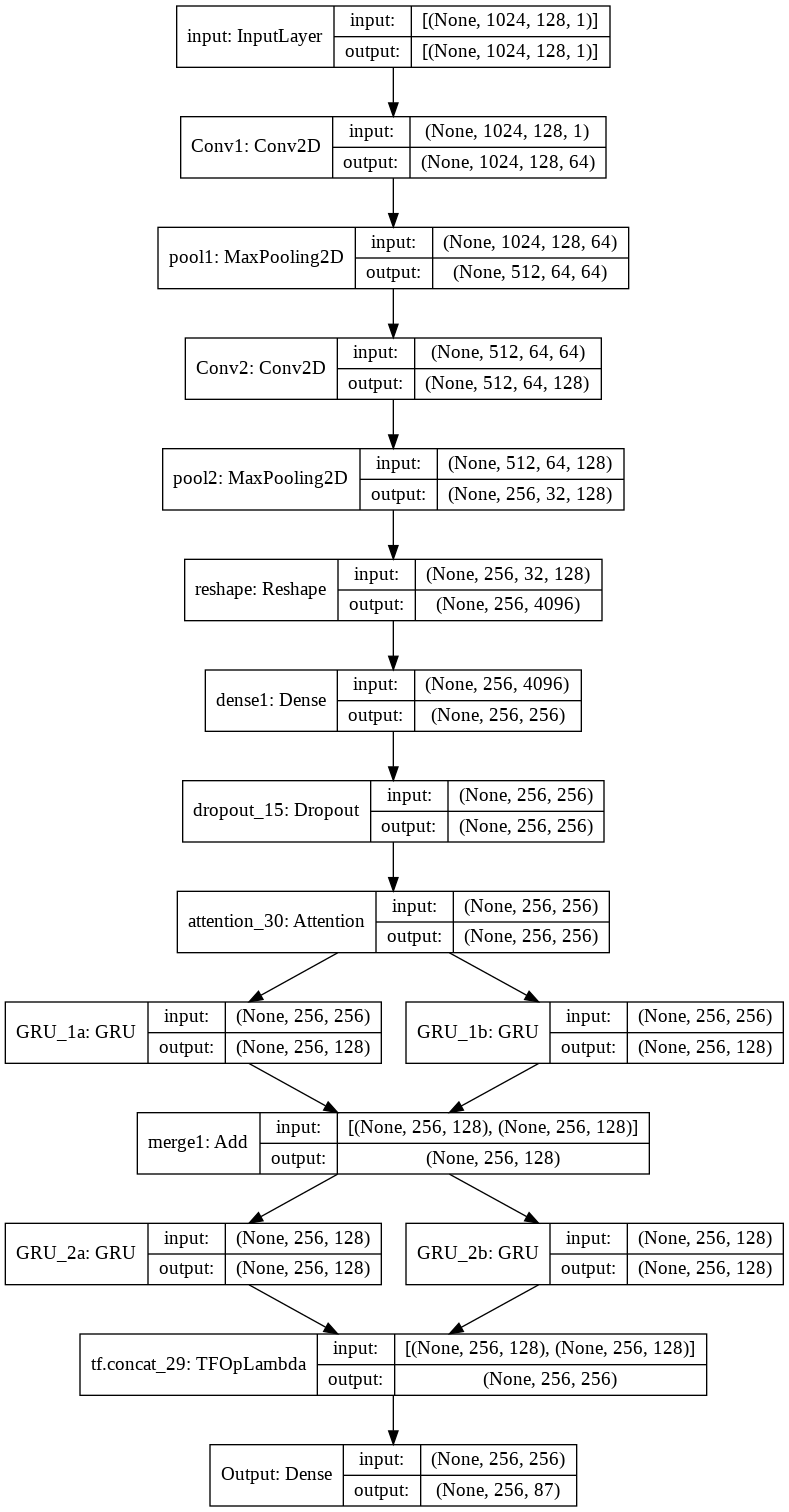 input: InputLayer
input: [(None, 1024, 128, 1)]
output: [(None, 1024, 128, 1)]
Conv1: Conv2D
input: (None, 1024, 128, 1)
output: (None, 1024, 128, 64)
pool1: MaxPooling2D
input: (None, 1024, 128, 64)
output: (None, 512, 64, 64)
Conv2: Conv2D
input: (None, 512, 64, 64)
output: (None, 512, 64, 128)
pool2: MaxPooling2D
input: (None, 512, 64, 128)
output: (None, 256, 32, 128)
reshape: Reshape
input: (None, 256, 32, 128)
output: (None, 256, 4096)
dense1: Dense
input: (None, 256, 4096)
output: (None, 256, 256)
dropout_15: Dropout
input: (None, 256, 256)
output: (None, 256, 256)
attention_30: Attention
input: (None, 256, 256)
output: (None, 256, 256)
GRU_1a: GRU
input: (None, 256, 256)
output: (None, 256, 128)
GRU_1b: GRU
input: (None, 256, 256)
output: (None, 256, 128)
merge1: Add
input: [(None, 256, 128), (None, 256, 128)]
output: (None, 256, 128)
GRU_2a: GRU
input: (None, 256, 128)
output: (None, 256, 128)
GRU_2b: GRU
input: (None, 256, 128)
output: (None, 256, 128)
tf.concat_29: TFOpLambda
input: [(None, 256, 128), (None, 256, 128)]
output: (None, 256, 256)
Output: Dense
input: (None, 256, 256)
output: (None, 256, 87)